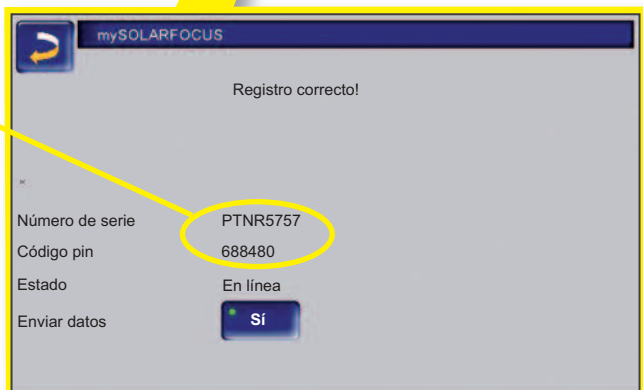 mySOLARFOCUS
Registro correcto!
Número de serie PTNR5757
Código pin 688480
Estado En línea
Enviar datos Sí